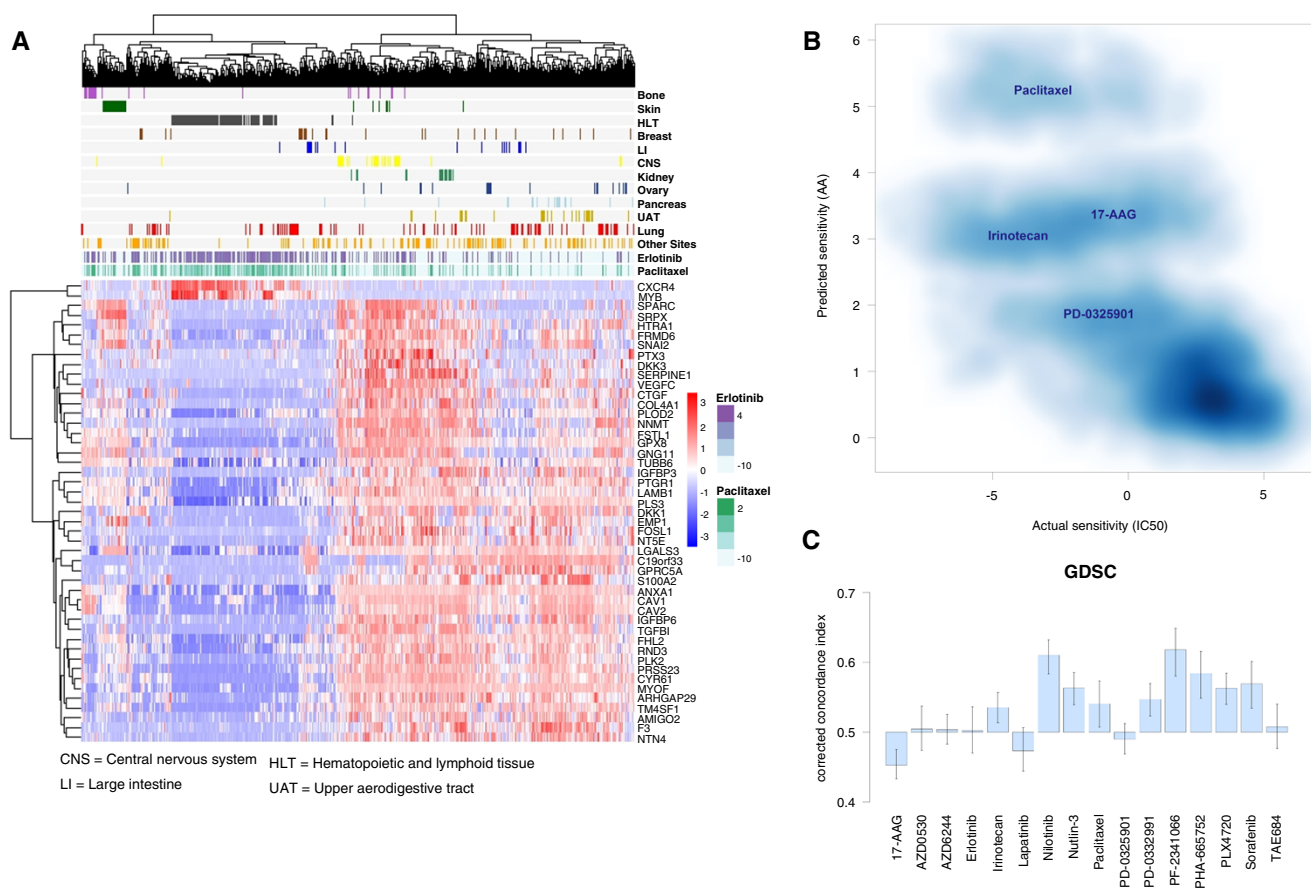 A
Bone
Skin
HLT
Breast
LI
CNS
Kidney
Ovary
Pancreas
UAT
Lung
Other Sites
Erlotinib
Paclitaxel
CXCR4
MYB
SPARC
SRPX
HTRA1
FRMD6
SNAI2
PTX3
DKK3
SERPINE1
VEGFC
CTGF
COL4A1
PLOD2
NNMT
FSTL1
GPX8
GNG11
TUBB6
IGFBP3
PTGR1
LAMB1
PLS3
DKK1
EMP1
FOSL1
NT5E
LGALS3
C19orf33
GPRC5A
S100A2
ANXA1
CAV1
CAV2
IGFBP6
TGFBI
FHL2
RND3
PLK2
PRSS23
CYR61
MYOF
ARHGAP29
TM4SF1
AMIGO2
F3
NTN4
3
2
1
0
-1
-2
-3
Erlotinib
4
-10
Paclitaxel
2
-10
CNS = Central nervous system
HLT = Hematopoietic and lymphoid tissue
LI = Large intestine
UAT = Upper aerodigestive tract
B
Predicted sensitivity (AA)
6
5
4
3
2
1
0
Paclitaxel
17-AAG
Irinotecan
PD-0325901
-5
0
5
Actual sensitivity (IC50)
C
GDSC
corrected concordance index
0.7
0.6
0.5
0.4
17-AAG
AZD0530
AZD6244
Erlotinib
Irinotecan
Lapatinib
Nilotinib
Nutlin-3
Paclitaxel
PD-0325901
PD-0332991
PF-2341066
PHA-665752
PLX4720
Sorafenib
TAE684